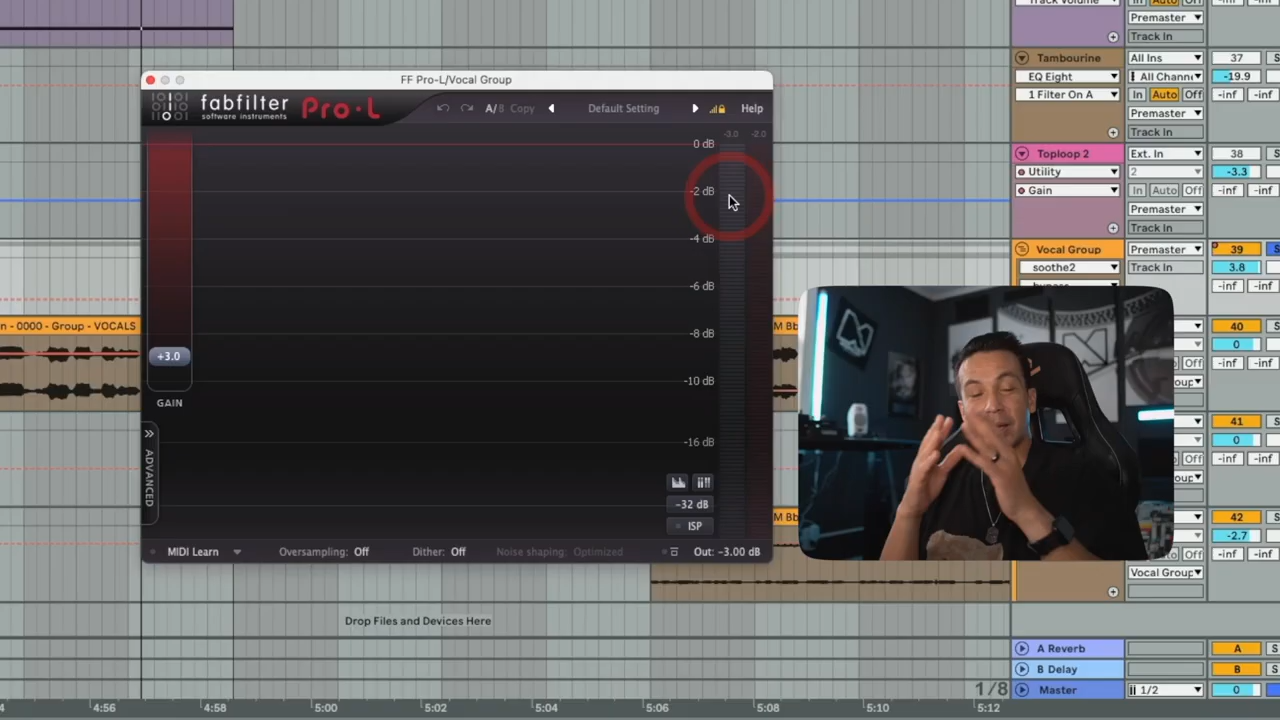 Track Volume
In Auto Off
-inf -inf
Premaster
Track In
Tambourine All Ins 37
EQ Eight All Channe -19.9
1 Filter On A In Auto Off -inf -inf
Premaster
Track In
Toploop 2 Ext. In 38
Utility 2 -3.3
Gain In Auto Off -inf -inf
Premaster
Track In
Vocal Group Premaster 39 S
soothe2 Track In 3.8
bypass -inf -inf
FF Pro-L/Vocal Group
fabfilter
software instruments
Pro·L
A/B Copy Default Setting Help
-3.0 -2.0
0 dB
-2 dB
-4 dB
-6 dB
-8 dB
-10 dB
-16 dB
+3.0
GAIN
ADVANCED
-32 dB
ISP
MIDI Learn Oversampling: Off Dither: Off Noise shaping: Optimized Out: -3.00 dB
n - 0000 - Group - VOCALS
M Bb
M Bb
40
0
-inf -inf
41 S
0
-inf -inf
42 S
-2.7
-inf -inf
Vocal Group
Drop Files and Devices Here
A Reverb A S
B Delay B S
1/8 Master 1/2 0
4:56 4:58 5:00 5:02 5:04 5:06 5:08 5:10 5:12